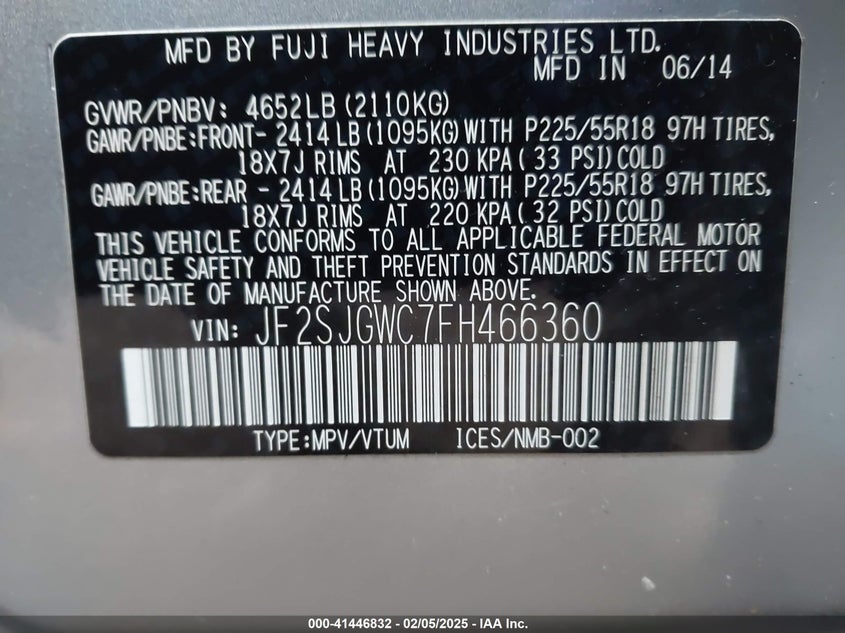 MFD BY FUJI HEAVY INDUSTRIES LTD.
MFD IN 06/14
GVWR/PNBV: 4652LB (2110KG)
GAWR/PNBE:FRONT- 2414 LB (1095KG) WITH P225/55R18 97H TIRES,
18X7J RIMS AT 230 KPA ( 33 PSI) COLD
GAWR/PNBE:REAR - 2414 LB (1095KG) WITH P225/55R18 97H TIRES,
18X7J RIMS AT 220 KPA ( 32 PSI) COLD
THIS VEHICLE CONFORMS TO ALL APPLICABLE FEDERAL MOTOR
VEHICLE SAFETY AND THEFT PREVENTION STANDARDS IN EFFECT ON
THE DATE OF MANUFACTURE SHOWN ABOVE.
VIN: JF2SJGWC7FH466360
TYPE:MPV/VTUM ICES/NMB-002
000-41446832 - 02/05/2025 - IAA Inc.